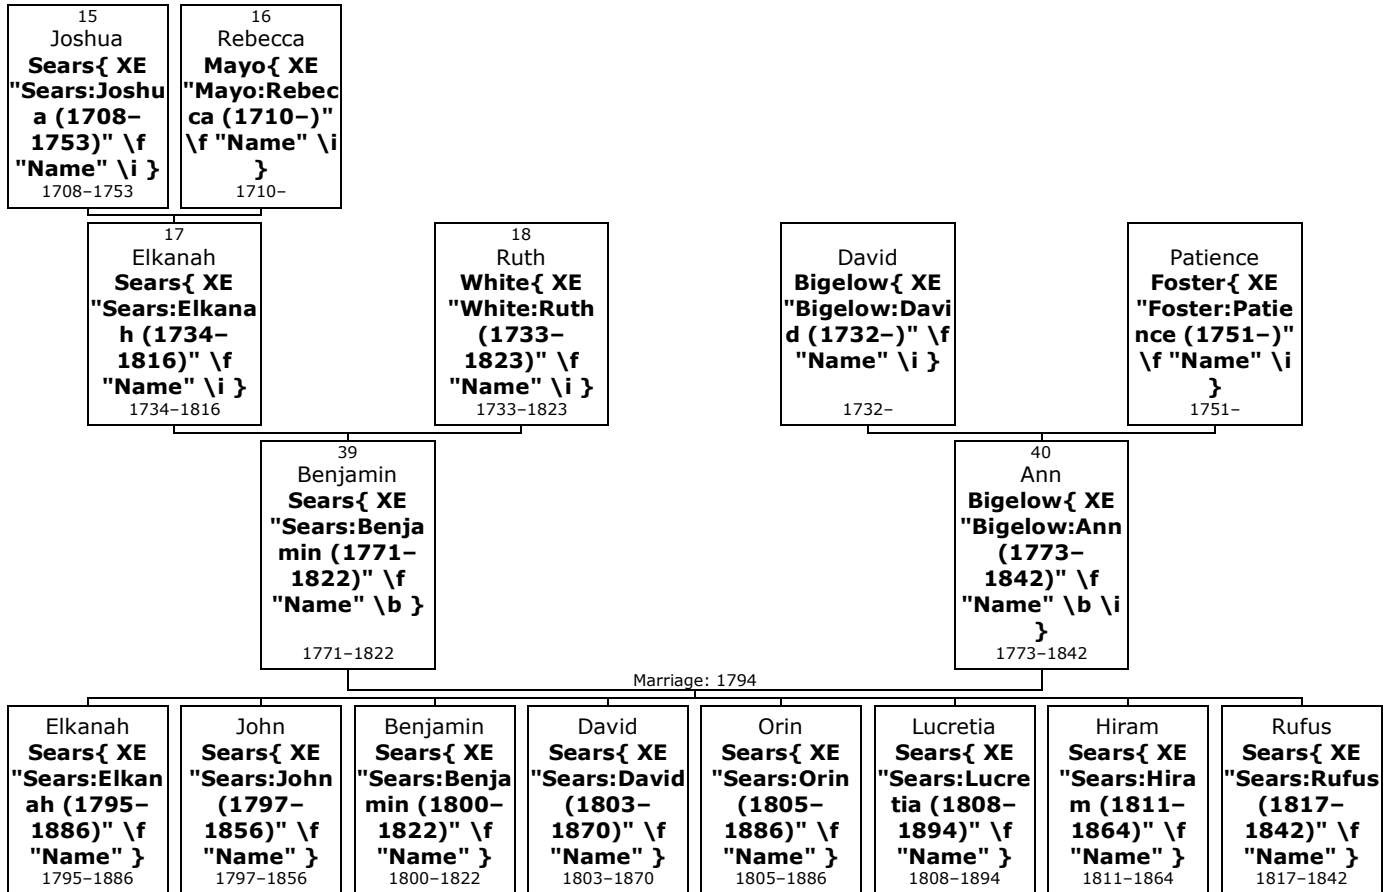 15
Joshua
Sears{ XE
"Sears:Joshu
a (1708–
1753)" \f
"Name" \i }
1708–1753
16
Rebecca
Mayo{ XE
"Mayo:Rebec
ca (1710–)"
\f "Name" \i
}
1710–
17
Elkanah
Sears{ XE
"Sears:Elkana
h (1734–
1816)" \f
"Name" \i }
1734–1816
18
Ruth
White{ XE
"White:Ruth
(1733–
1823)" \f
"Name" \i }
1733–1823
David
Bigelow{ XE
"Bigelow:Davi
d (1732–)" \f
"Name" \i }
1732–
Patience
Foster{ XE
"Foster:Patie
nce (1751–)"
\f "Name" \i
}
1751–
39
Benjamin
Sears{ XE
"Sears:Benja
min (1771–
1822)" \f
"Name" \b }
1771–1822
40
Ann
Bigelow{ XE
"Bigelow:Ann
(1773–
1842)" \f
"Name" \b \i
}
1773–1842
Marriage: 1794
Elkanah
Sears{ XE
"Sears:Elkan
ah (1795–
1886)" \f
"Name" }
1795–1886
John
Sears{ XE
"Sears:John
(1797–
1856)" \f
"Name" }
1797–1856
Benjamin
Sears{ XE
"Sears:Benja
min (1800–
1822)" \f
"Name" }
1800–1822
David
Sears{ XE
"Sears:David
(1803–
1870)" \f
"Name" }
1803–1870
Orin
Sears{ XE
"Sears:Orin
(1805–
1886)" \f
"Name" }
1805–1886
Lucretia
Sears{ XE
"Sears:Lucre
tia (1808–
1894)" \f
"Name" }
1808–1894
Hiram
Sears{ XE
"Sears:Hira
m (1811–
1864)" \f
"Name" }
1811–1864
Rufus
Sears{ XE
"Sears:Rufus
(1817–
1842)" \f
"Name" }
1817–1842